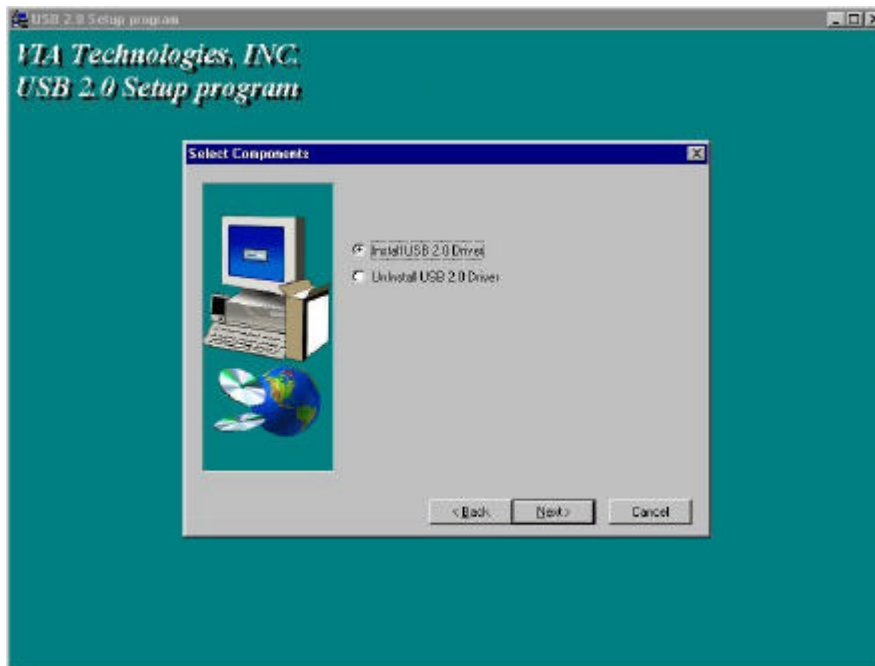 USB 2.0 Setup program
VIA Technologies, INC.
USB 2.0 Setup program
Select Components
Install USB 2.0 Driver
UnInstall USB 2.0 Driver
< Back
Next >
Cancel